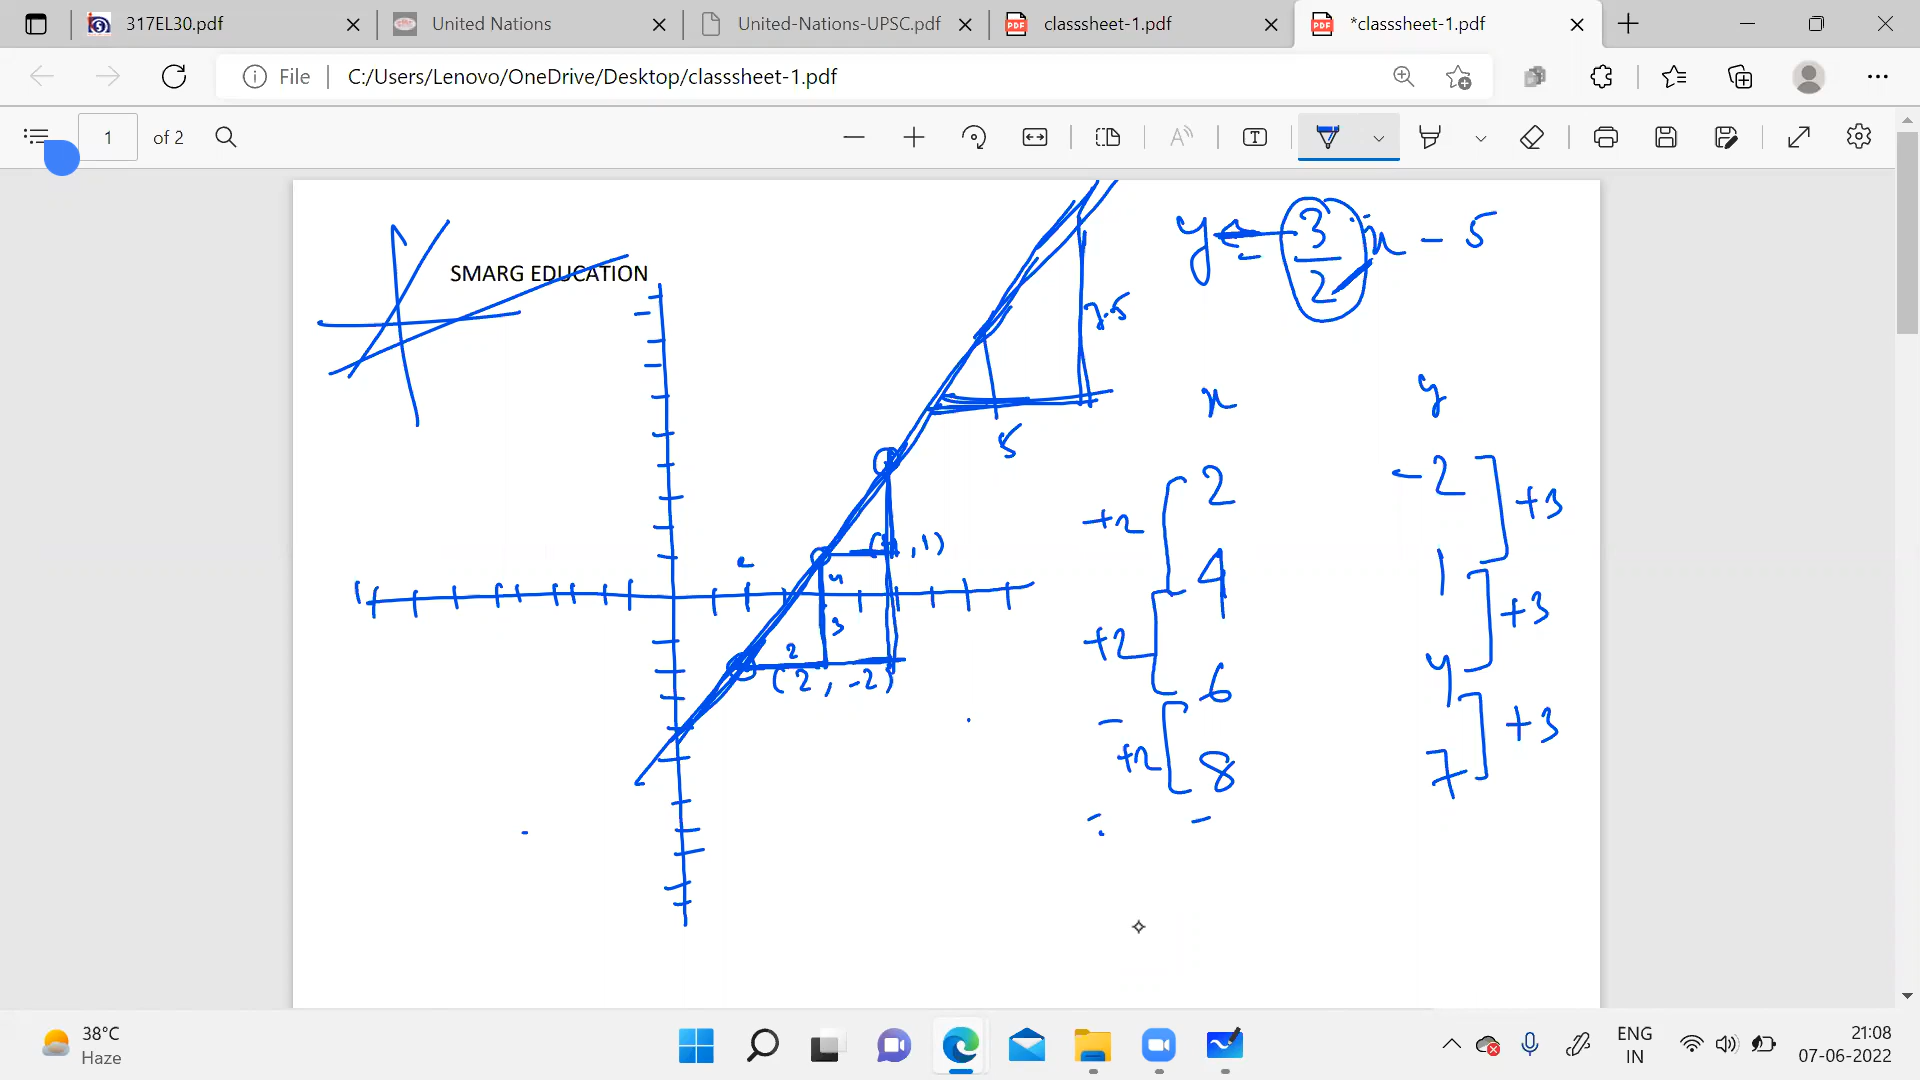 317EL30.pdf
United Nations
United-Nations-UPSC.pdf
classsheet-1.pdf
*classsheet-1.pdf
File
C:/Users/Lenovo/OneDrive/Desktop/classsheet-1.pdf
1 of 2
SMARG EDUCATION
y = 3/2 x - 5
7.5
5
x y
2 -2
+2 +3
4 1
+2 +3
6 4
+2 +3
8 7
, 1)
4
3
2
(2, -2)
38°C
Haze
ENG
IN
21:08
07-06-2022